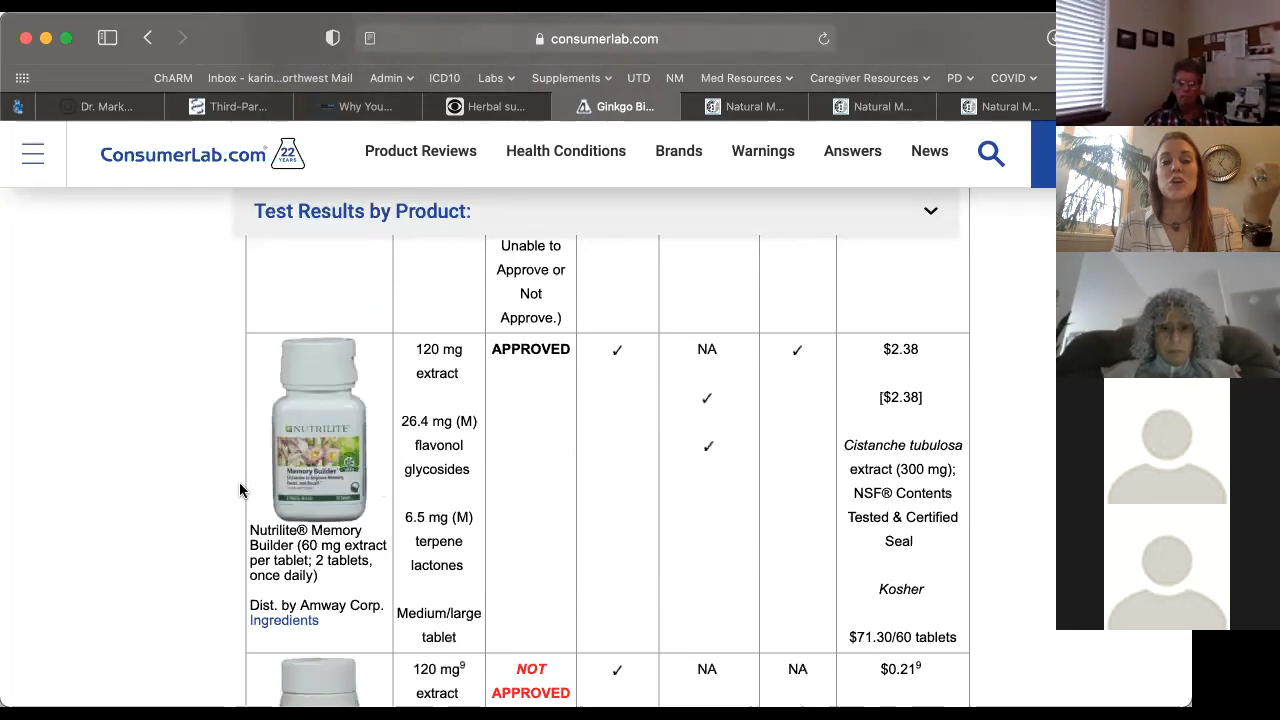 consumerlab.com
ChARM Inbox - karin...orthwest Mail Admin ICD10 Labs Supplements UTD NM Med Resources Caregiver Resources PD COVID
Dr. Mark... Third-Par... Why You... Herbal su... Ginkgo Bi... Natural M... Natural M... Natural M...
ConsumerLab.com 22 YEARS Product Reviews Health Conditions Brands Warnings Answers News
Test Results by Product:
Unable to
Approve or
Not
Approve.)
NUTRILITE
Memory Builder
Nutrilite® Memory
Builder (60 mg extract
per tablet; 2 tablets,
once daily)
Dist. by Amway Corp.
Ingredients
120 mg
extract
26.4 mg (M)
flavonol
glycosides
6.5 mg (M)
terpene
lactones
Medium/large
tablet
APPROVED
✓
NA
✓
✓
✓
$2.38
[$2.38]
Cistanche tubulosa
extract (300 mg);
NSF® Contents
Tested & Certified
Seal
Kosher
$71.30/60 tablets
120 mg9
extract
NOT
APPROVED
✓
NA
NA
$0.219